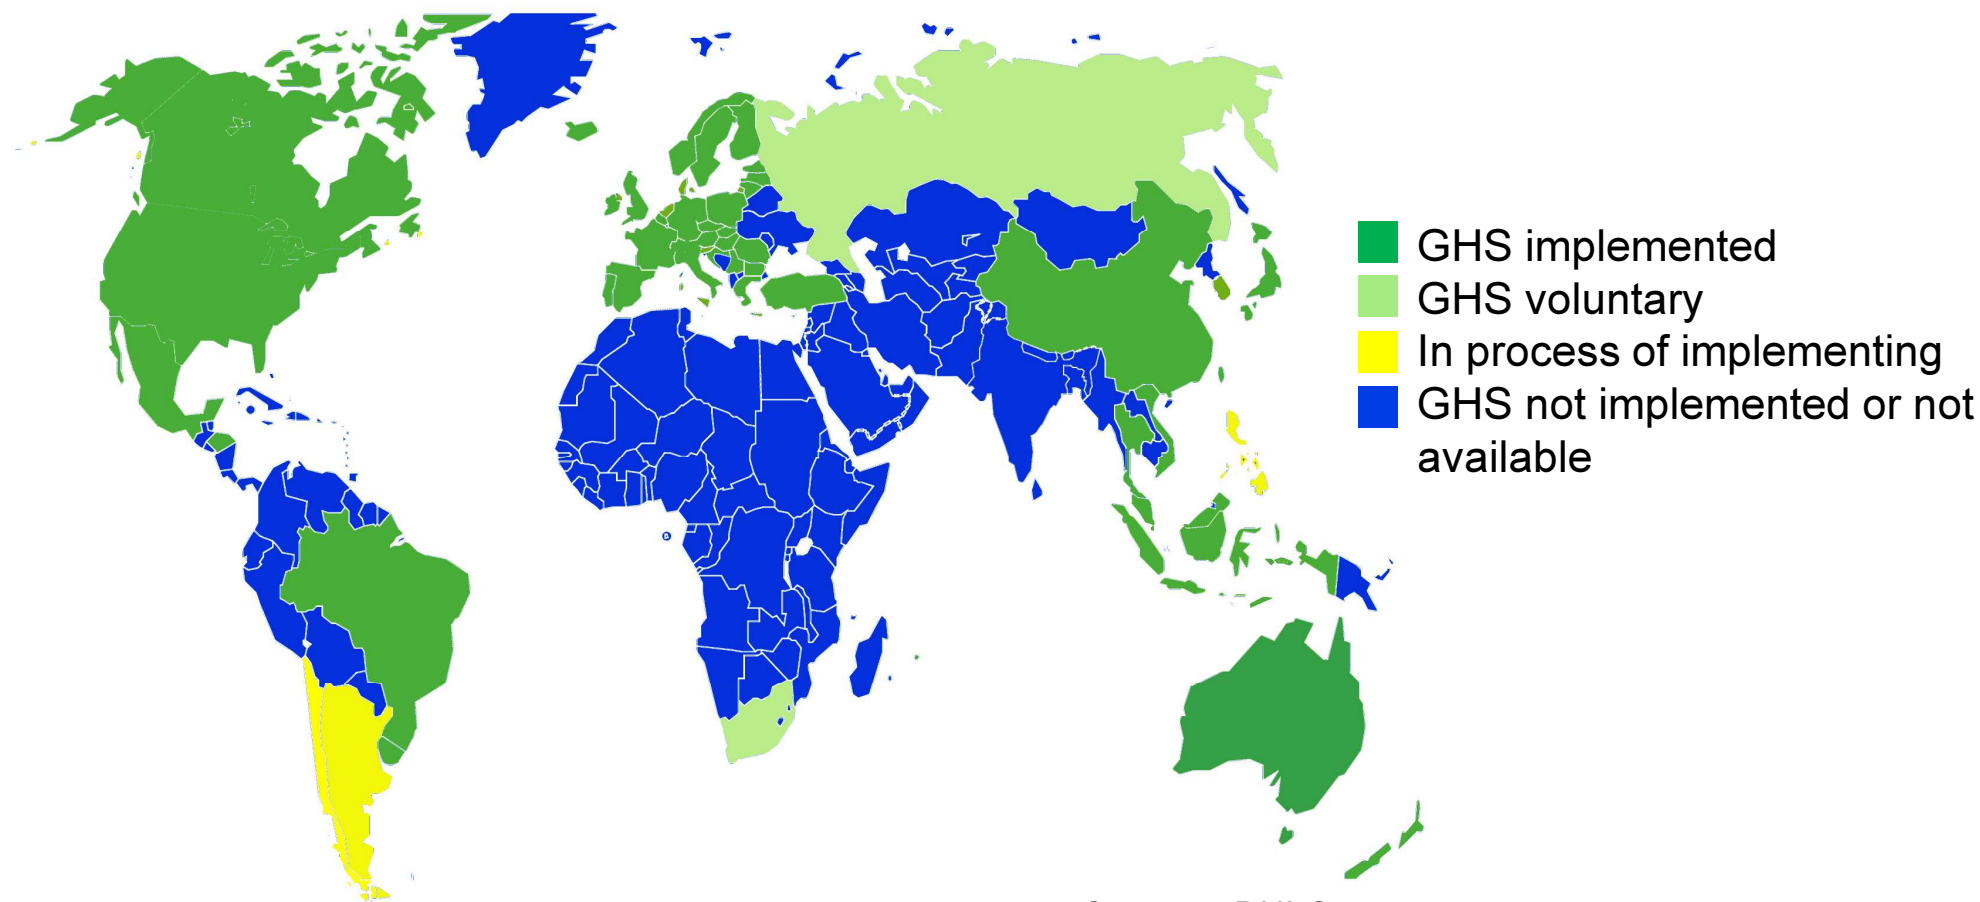 GHS implemented
GHS voluntary
In process of implementing
GHS not implemented or not
available